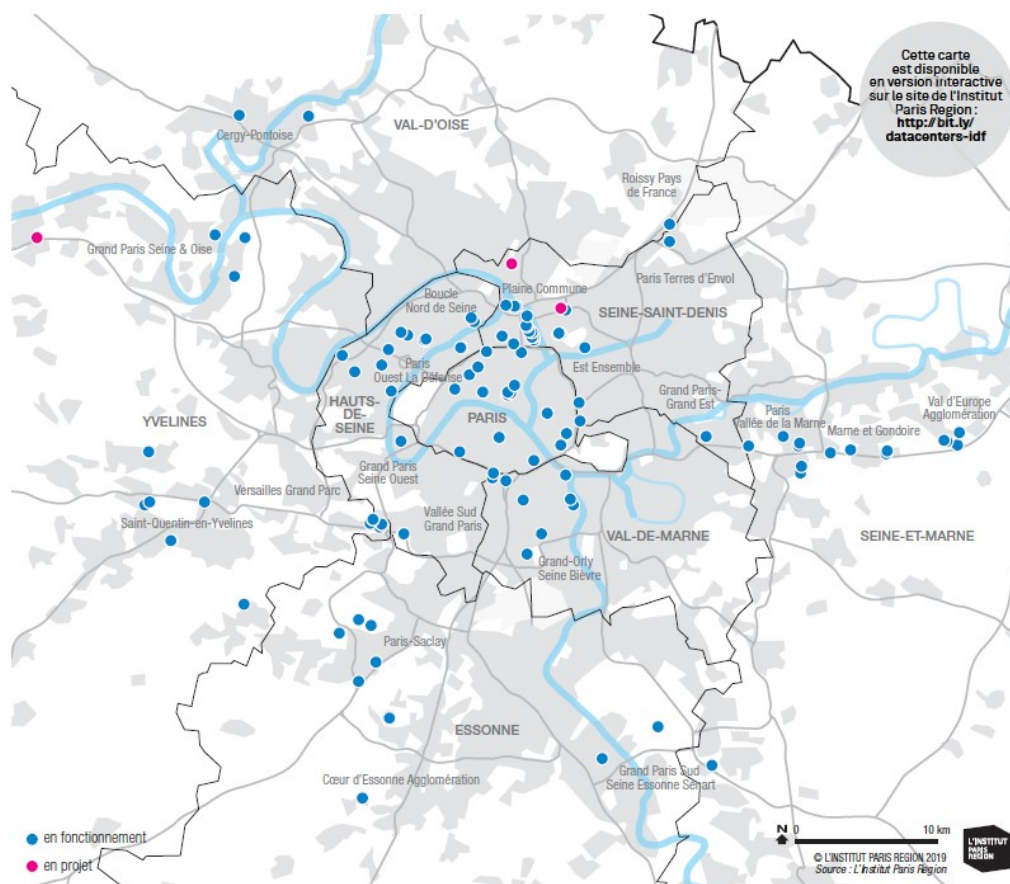 Cette carte
est disponible
en version interactive
sur le site de l'Institut
Paris Region :
http://bit.ly/
datacenters-idf
VAL-D'OISE
Cergy-Pontoise
Roissy Pays
de France
Grand Paris Seine & Oise
Paris Terres d'Envol
Plaine Commune
Boucle
Nord de Seine
SEINE-SAINT-DENIS
Paris
Ouest La Défense
Est Ensemble
HAUTS-
DE-
SEINE
PARIS
Grand Paris-
Grand Est
Paris
Vallée de la Marne
Val d'Europe
Agglomération
Marne et Gondoire
YVELINES
Grand Paris
Seine Ouest
Versailles Grand Parc
Saint-Quentin-en-Yvelines
Vallée Sud
Grand Paris
VAL-DE-MARNE
SEINE-ET-MARNE
Grand-Orly
Seine Bièvre
Paris-Saclay
ESSONNE
Cœur d'Essonne Agglomération
Grand Paris Sud
Seine Essonne Sénart
en fonctionnement
en projet
N 0 10 km
© L'INSTITUT PARIS REGION 2019
Source : L'Institut Paris Region
L'INSTITUT
PARIS
REGION